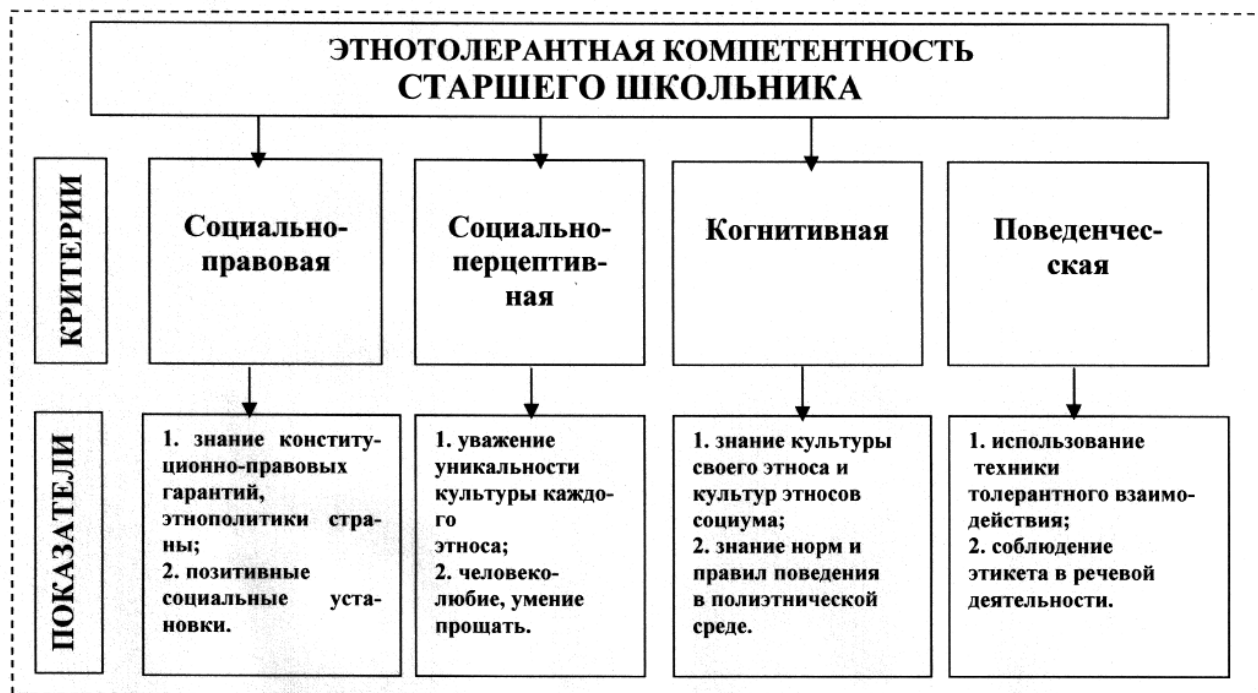 ЭТНОТОЛЕРАНТНАЯ КОМПЕТЕНТНОСТЬ
СТАРШЕГО ШКОЛЬНИКА
КРИТЕРИИ
Социально-
правовая
Социально-
перцептив-
ная
Когнитивная
Поведенчес-
ская
ПОКАЗАТЕЛИ
1. знание конститу-
ционно-правовых
гарантий,
этнополитики стра-
ны;
2. позитивные
социальные уста-
новки.
1. уважение
уникальности
культуры каждо-
го
этноса;
2. человеко-
любие, умение
прощать.
1. знание культуры
своего этноса и
культур этносов
социума;
2. знание норм и
правил поведения
в полиэтнической
среде.
1. использование
техники
толерантного взаимо-
действия;
2. соблюдение
этикета в речевой
деятельности.